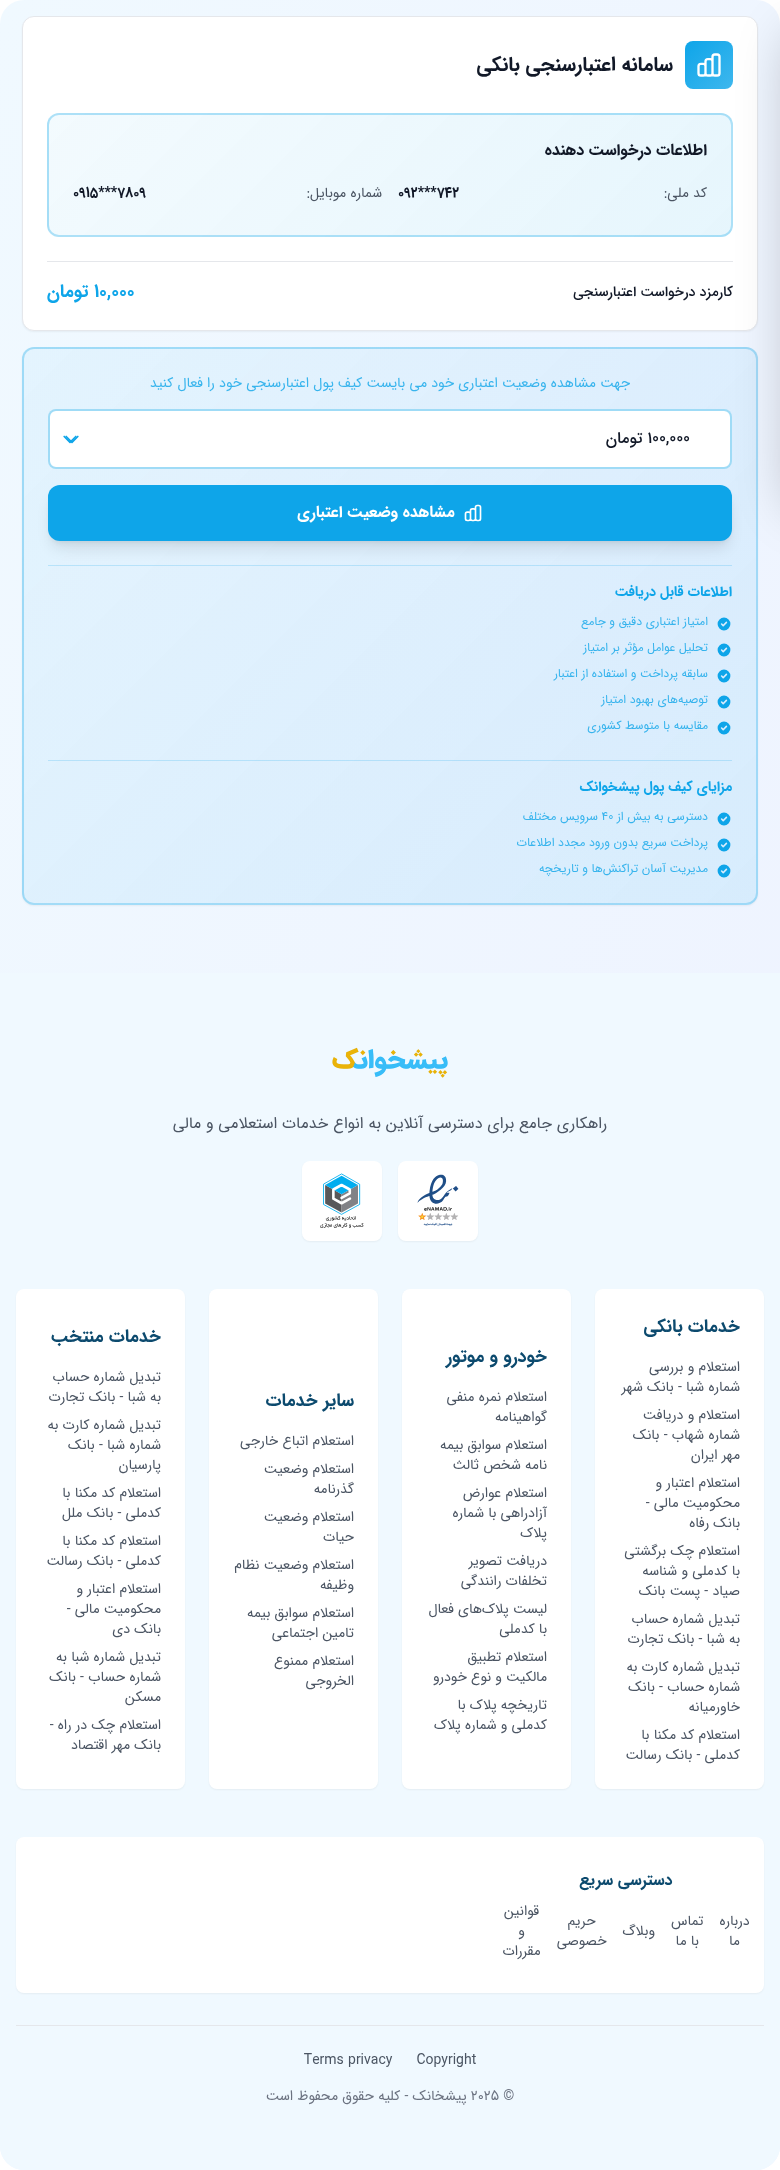 سامانه اعتبارسنجی بانکی
اطلاعات درخواست دهنده
کد ملی: ۰۹۲***۷۴۲ شماره موبایل: ۰۹۱۵***۷۸۰۹
کارمزد درخواست اعتبارسنجی ۱۰,۰۰۰ تومان
جهت مشاهده وضعیت اعتباری خود می بایست کیف پول اعتبارسنجی خود را فعال کنید
۱۰۰,۰۰۰ تومان
مشاهده وضعیت اعتباری
اطلاعات قابل دریافت
امتیاز اعتباری دقیق و جامع
تحلیل عوامل مؤثر بر امتیاز
سابقه پرداخت و استفاده از اعتبار
توصیه‌های بهبود امتیاز
مقایسه با متوسط کشوری
مزایای کیف پول پیشخوانک
دسترسی به بیش از ۴۰ سرویس مختلف
پرداخت سریع بدون ورود مجدد اطلاعات
مدیریت آسان تراکنش‌ها و تاریخچه
پیشخوانک
راهکاری جامع برای دسترسی آنلاین به انواع خدمات استعلامی و مالی
eNAMAD.ir
اتحادیه کشوری
کسب و کارهای مجازی
خدمات بانکی
استعلام و بررسی
شماره شبا - بانک شهر
استعلام و دریافت
شماره شهاب - بانک
مهر ایران
استعلام اعتبار و
محکومیت مالی -
بانک رفاه
استعلام چک برگشتی
با کدملی و شناسه
صیاد - پست بانک
تبدیل شماره حساب
به شبا - بانک تجارت
تبدیل شماره کارت به
شماره حساب - بانک
خاورمیانه
استعلام کد مکنا با
کدملی - بانک رسالت
خودرو و موتور
استعلام نمره منفی
گواهینامه
استعلام سوابق بیمه
نامه شخص ثالث
استعلام عوارض
آزادراهی با شماره
پلاک
دریافت تصویر
تخلفات رانندگی
لیست پلاک‌های فعال
با کدملی
استعلام تطبیق
مالکیت و نوع خودرو
تاریخچه پلاک با
کدملی و شماره پلاک
سایر خدمات
استعلام اتباع خارجی
استعلام وضعیت
گذرنامه
استعلام وضعیت
حیات
استعلام وضعیت نظام
وظیفه
استعلام سوابق بیمه
تامین اجتماعی
استعلام ممنوع
الخروجی
خدمات منتخب
تبدیل شماره حساب
به شبا - بانک تجارت
تبدیل شماره کارت به
شماره شبا - بانک
پارسیان
استعلام کد مکنا با
کدملی - بانک ملل
استعلام کد مکنا با
کدملی - بانک رسالت
استعلام اعتبار و
محکومیت مالی -
بانک دی
تبدیل شماره شبا به
شماره حساب - بانک
مسکن
استعلام چک در راه -
بانک مهر اقتصاد
دسترسی سریع
درباره
ما
تماس
با ما
وبلاگ
حریم
خصوصی
قوانین
و
مقررات
Terms privacy Copyright
© ۲۰۲۵ پیشخانک - کلیه حقوق محفوظ است